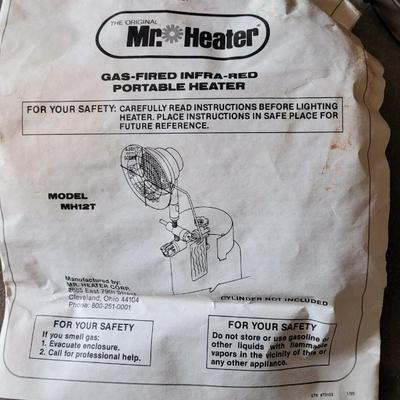 THE ORIGINAL
Mr. Heater®
GAS-FIRED INFRA-RED
PORTABLE HEATER
FOR YOUR SAFETY: CAREFULLY READ INSTRUCTIONS BEFORE LIGHTING
HEATER. PLACE INSTRUCTIONS IN SAFE PLACE FOR
FUTURE REFERENCE.
MODEL
MH12T
Manufactured by:
MR. HEATER CORP.
East 79th Street
Cleveland, Ohio 44104
Phone: 800-251-0001
CYLINDER NOT INCLUDED
FOR YOUR SAFETY
If you smell gas:
1. Evacuate enclosure.
2. Call for professional help.
FOR YOUR SAFETY
Do not store or use gasoline or
other liquids with flammable
vapors in the vicinity of this or
any other appliance.